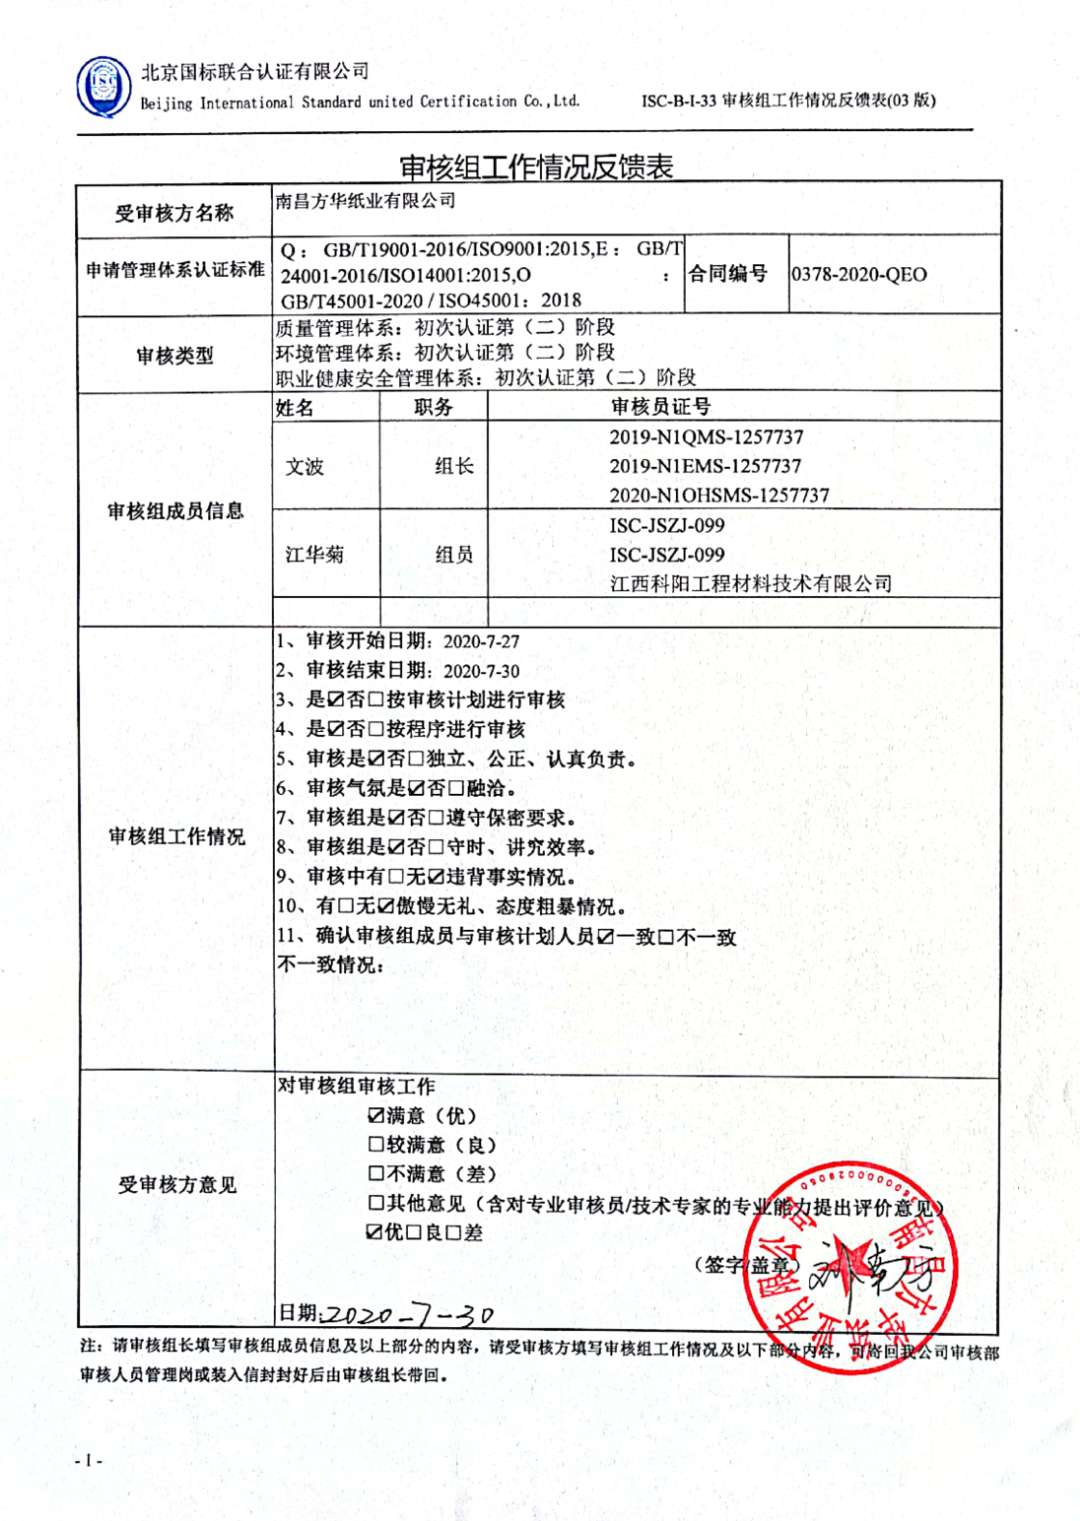 北京国标联合认证有限公司
Beijing International Standard united Certification Co.,Ltd. ISC-B-I-33 审核组工作情况反馈表(03 版)
审核组工作情况反馈表
受审核方名称 南昌方华纸业有限公司
申请管理体系认证标准 Q： GB/T19001-2016/ISO9001:2015,E： GB/T
24001-2016/ISO14001:2015,O ：
GB/T45001-2020 / ISO45001：2018
合同编号 0378-2020-QEO
审核类型 质量管理体系：初次认证第（二）阶段
环境管理体系：初次认证第（二）阶段
职业健康安全管理体系：初次认证第（二）阶段
审核组成员信息
姓名 职务 审核员证号
文波 组长 2019-N1QMS-1257737
2019-N1EMS-1257737
2020-N1OHSMS-1257737
江华菊 组员 ISC-JSZJ-099
ISC-JSZJ-099
江西科阳工程材料技术有限公司
审核组工作情况
1、审核开始日期：2020-7-27
2、审核结束日期：2020-7-30
3、是☑否☐按审核计划进行审核
4、是☑否☐按程序进行审核
5、审核是☑否☐独立、公正、认真负责。
6、审核气氛是☑否☐融洽。
7、审核组是☑否☐遵守保密要求。
8、审核组是☑否☐守时、讲究效率。
9、审核中有☐无☑违背事实情况。
10、有☐无☑傲慢无礼、态度粗暴情况。
11、确认审核组成员与审核计划人员☑一致☐不一致
不一致情况：
受审核方意见
对审核组审核工作
☑满意（优）
☐较满意（良）
☐不满意（差）
☐其他意见（含对专业审核员/技术专家的专业能力提出评价意见）
☑优☐良☐差
（签字/盖章）
南昌方华纸业有限公司
日期:2020-7-30
注：请审核组长填写审核组成员信息及以上部分的内容，请受审核方填写审核组工作情况及以下部分内容，可咨回我公司审核部
审核人员管理岗或装入信封封好后由审核组长带回。
- 1 -